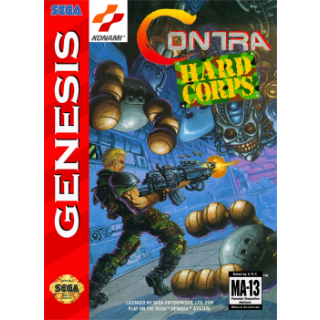 SEGA
KONAMI
CONTRA
HARD
CORPS
GENESIS
MA-13
SEGA
LICENSED BY SEGA ENTERPRISES, LTD. FOR
PLAY ON THE SEGA GENESIS SYSTEM